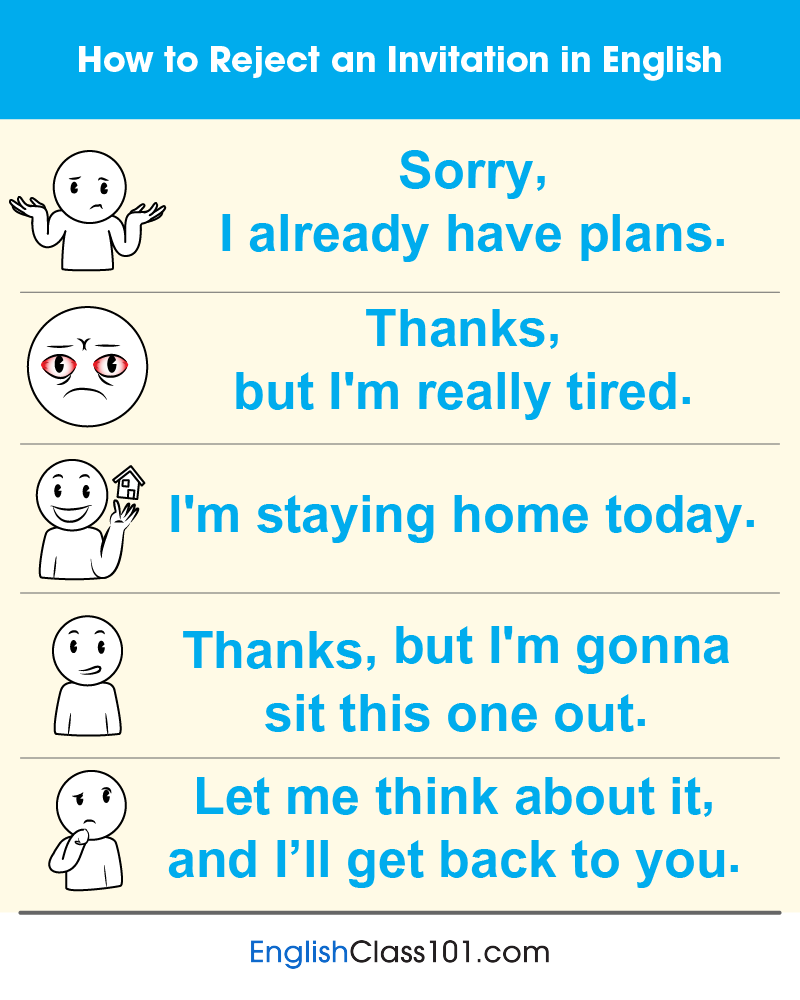 How to Reject an Invitation in English
Sorry,
I already have plans.
Thanks,
but I'm really tired.
I'm staying home today.
Thanks, but I'm gonna
sit this one out.
Let me think about it,
and I’ll get back to you.
EnglishClass101.com